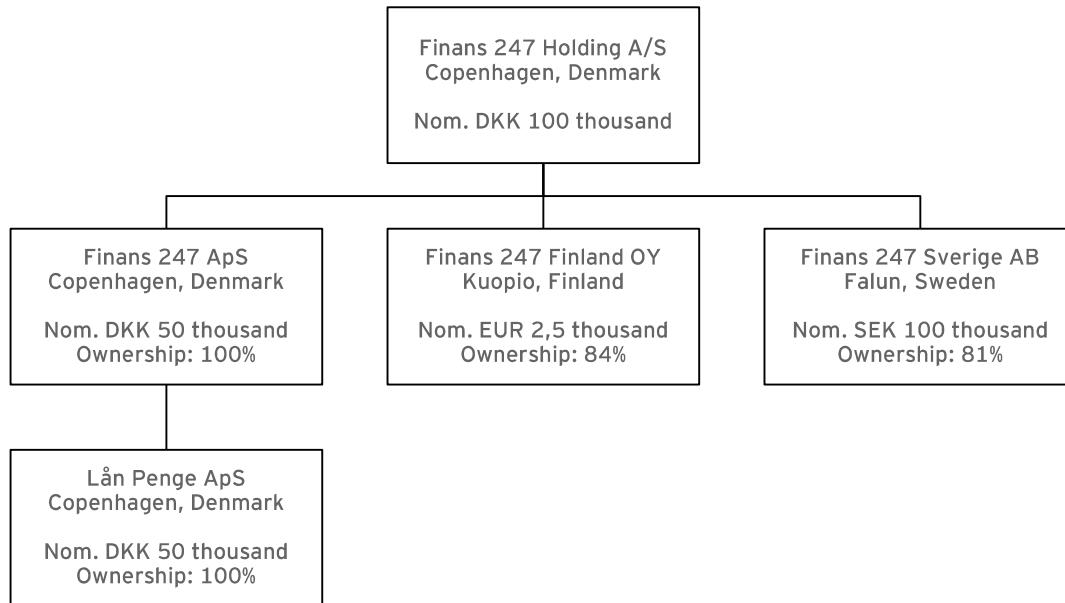 Finans 247 Holding A/S
Copenhagen, Denmark
Nom. DKK 100 thousand
Finans 247 ApS
Copenhagen, Denmark
Nom. DKK 50 thousand
Ownership: 100%
Finans 247 Finland OY
Kuopio, Finland
Nom. EUR 2,5 thousand
Ownership: 84%
Finans 247 Sverige AB
Falun, Sweden
Nom. SEK 100 thousand
Ownership: 81%
Lån Penge ApS
Copenhagen, Denmark
Nom. DKK 50 thousand
Ownership: 100%